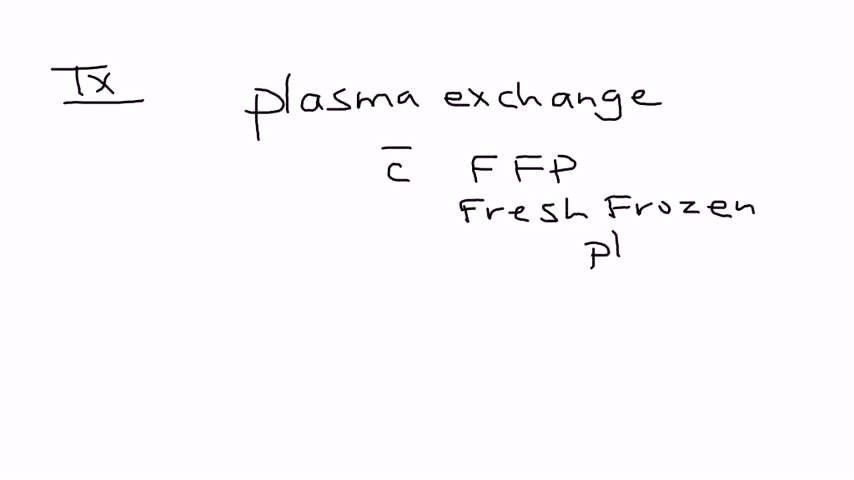 Tx plasma exchange
c̅ FFP
Fresh Frozen
pl